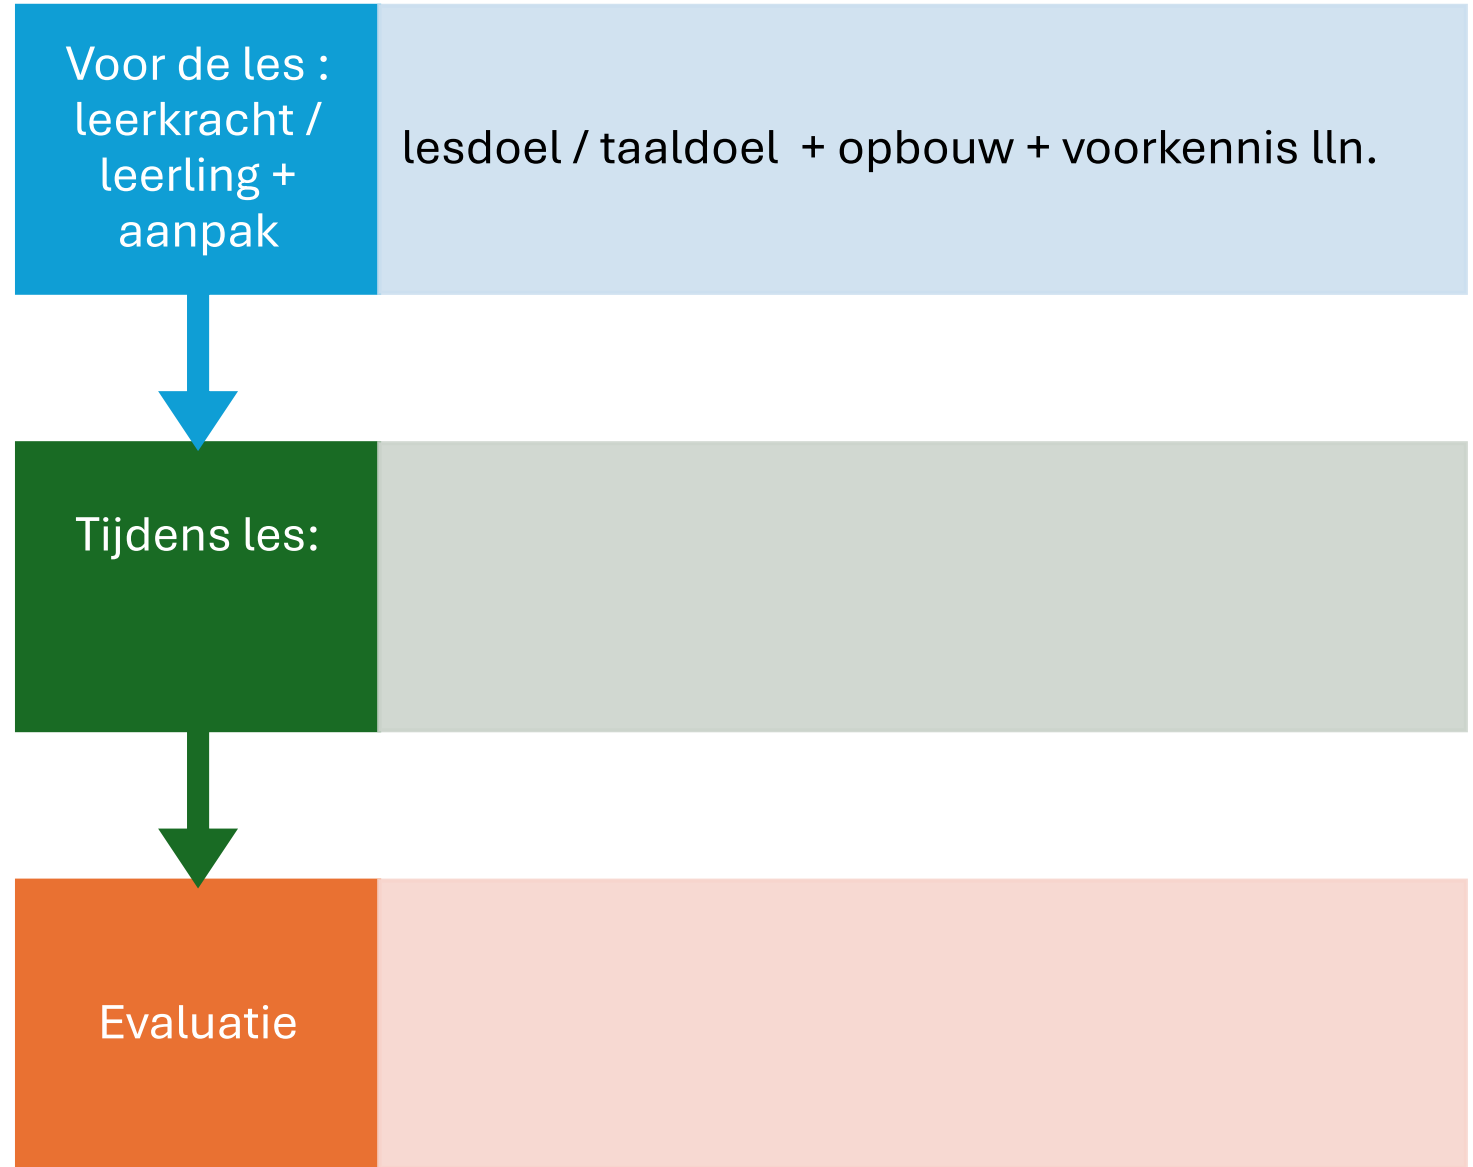 Voor de les :
leerkracht /
leerling +
aanpak
lesdoel / taaldoel  + opbouw + voorkennis lln.
Tijdens les:
Evaluatie